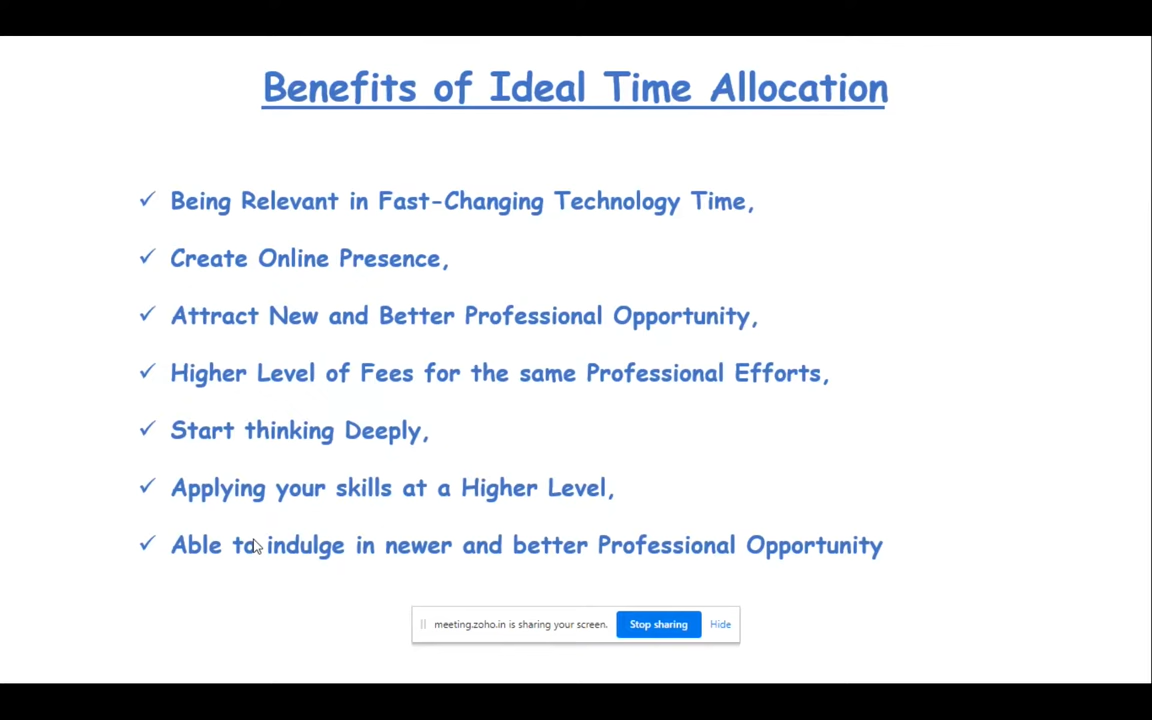 Benefits of Ideal Time Allocation
✓ Being Relevant in Fast-Changing Technology Time,
✓ Create Online Presence,
✓ Attract New and Better Professional Opportunity,
✓ Higher Level of Fees for the same Professional Efforts,
✓ Start thinking Deeply,
✓ Applying your skills at a Higher Level,
✓ Able to indulge in newer and better Professional Opportunity
meeting.zoho.in is sharing your screen. Stop sharing Hide